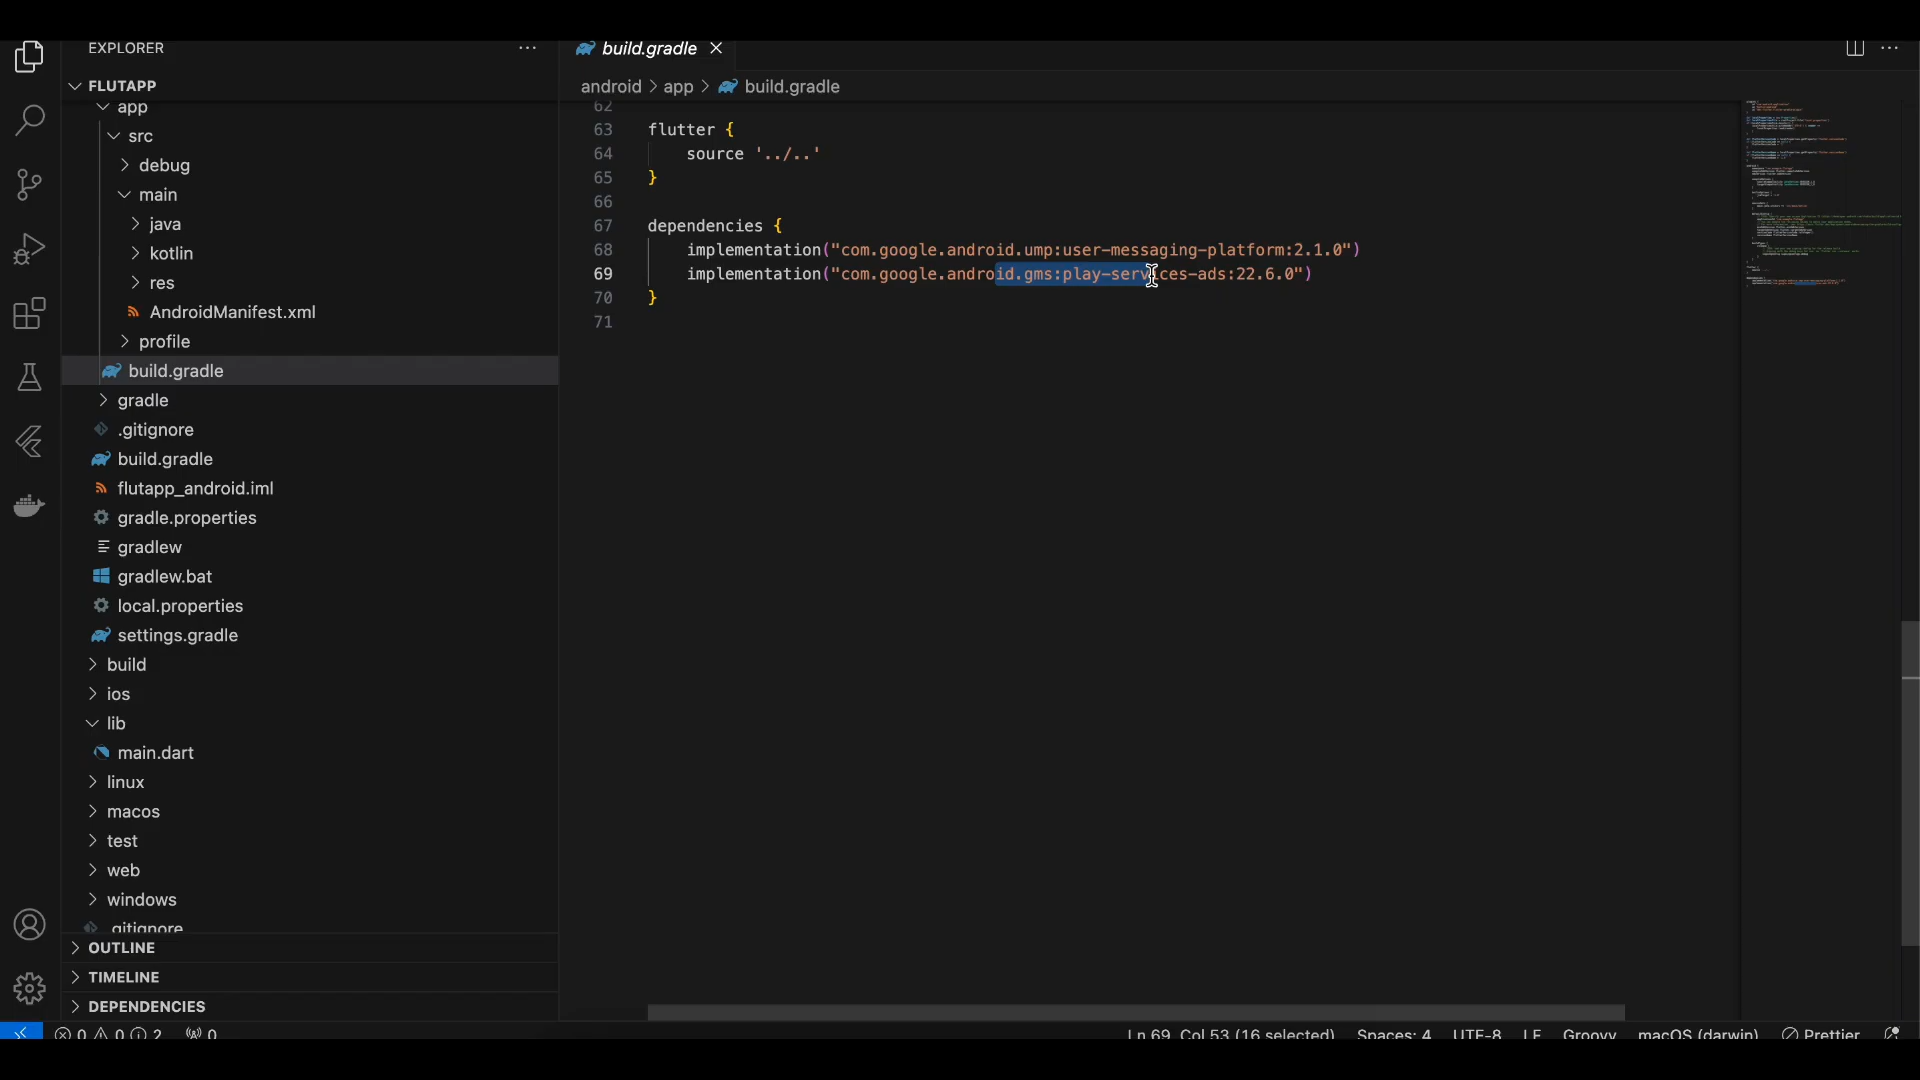 EXPLORER
FLUTAPP
app
src
debug
main
java
kotlin
res
AndroidManifest.xml
profile
build.gradle
gradle
.gitignore
build.gradle
flutapp_android.iml
gradle.properties
gradlew
gradlew.bat
local.properties
settings.gradle
build
ios
lib
main.dart
linux
macos
test
web
windows
.gitignore
OUTLINE
TIMELINE
DEPENDENCIES
build.gradle
android > app > build.gradle
62
63 flutter {
64 source '../..'
65 }
66
67 dependencies {
68 implementation("com.google.android.ump:user-messaging-platform:2.1.0")
69 implementation("com.google.android.gms:play-services-ads:22.6.0")
70 }
71
0 0 2 0 Ln 69, Col 53 (16 selected) Spaces: 4 UTF-8 LF Groovy macOS (darwin) Prettier